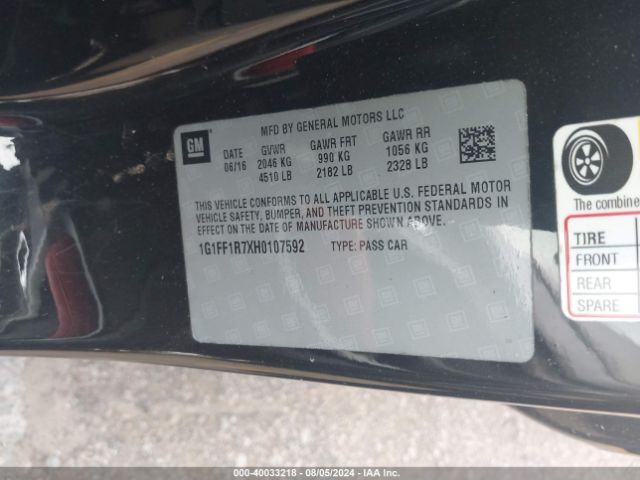 GM
MFD BY GENERAL MOTORS LLC
DATE GVWR GAWR FRT GAWR RR
06/16 2046 KG 990 KG 1056 KG
4510 LB 2182 LB 2328 LB
THIS VEHICLE CONFORMS TO ALL APPLICABLE U.S. FEDERAL MOTOR
VEHICLE SAFETY, BUMPER, AND THEFT PREVENTION STANDARDS IN
EFFECT ON THE DATE OF MANUFACTURE SHOWN ABOVE.
1G1FF1R7XH0107592 TYPE: PASS CAR
The combine
TIRE
FRONT
REAR
SPARE
000-40033218 - 08/05/2024 - IAA Inc.